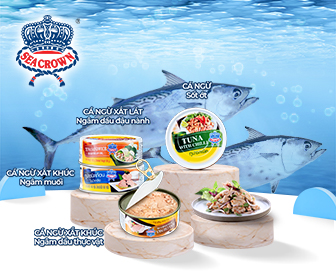 SEACROWN
CÁ NGỪ
Sốt ớt
CÁ NGỪ XẮT LÁT
Ngâm dầu đậu nành
TUNA
WITH CHILLI
CÁ NGỪ XẮT KHÚC
Ngâm muối
CÁ NGỪ XẮT KHÚC
Ngâm dầu thực vật